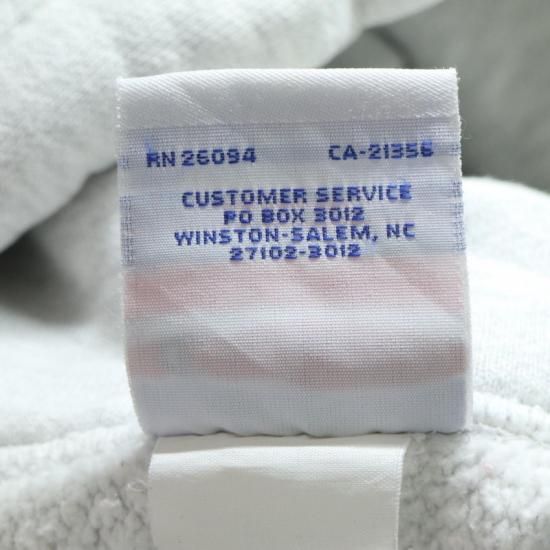 RN 26094 CA-21356
CUSTOMER SERVICE
PO BOX 3012
WINSTON-SALEM, NC
27102-3012